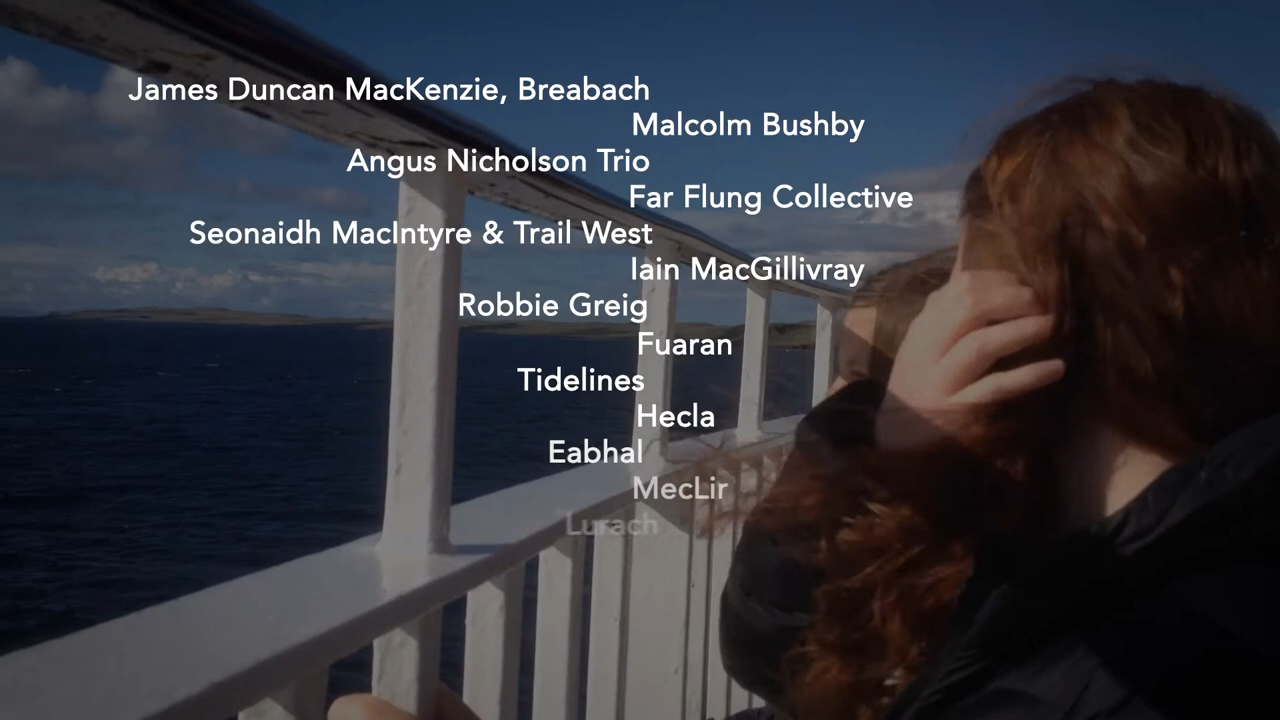 James Duncan MacKenzie, Breabach
Malcolm Bushby
Angus Nicholson Trio
Far Flung Collective
Seonaidh MacIntyre & Trail West
Iain MacGillivray
Robbie Greig
Fuaran
Tidelines
Hecla
Eabhal
MecLir
Lurach